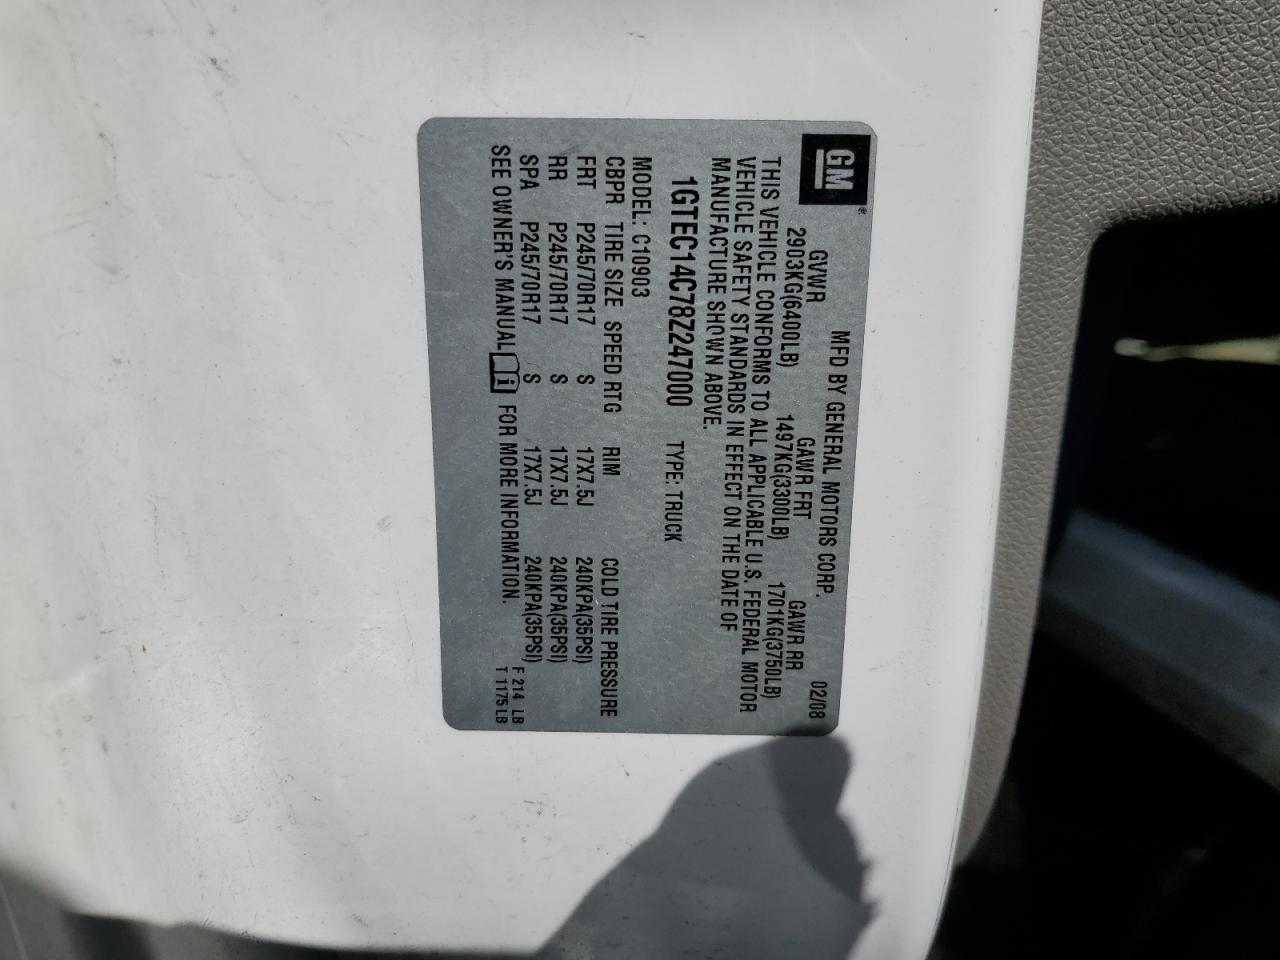 GM®
MFD BY GENERAL MOTORS CORP. 02/08
GVWR GAWR FRT GAWR RR
2903KG(6400LB) 1497KG(3300LB) 1701KG(3750LB)
THIS VEHICLE CONFORMS TO ALL APPLICABLE U.S. FEDERAL MOTOR
VEHICLE SAFETY STANDARDS IN EFFECT ON THE DATE OF
MANUFACTURE SHOWN ABOVE.
1GTEC14C78Z247000 TYPE: TRUCK
MODEL: C10903
CBPR TIRE SIZE SPEED RTG RIM COLD TIRE PRESSURE
FRT P245/70R17 S 17X7.5J 240KPA(35PSI)
RR P245/70R17 S 17X7.5J 240KPA(35PSI)
SPA P245/70R17 S 17X7.5J 240KPA(35PSI)
SEE OWNER'S MANUAL i FOR MORE INFORMATION.
F 214 LB
T 1175 LB